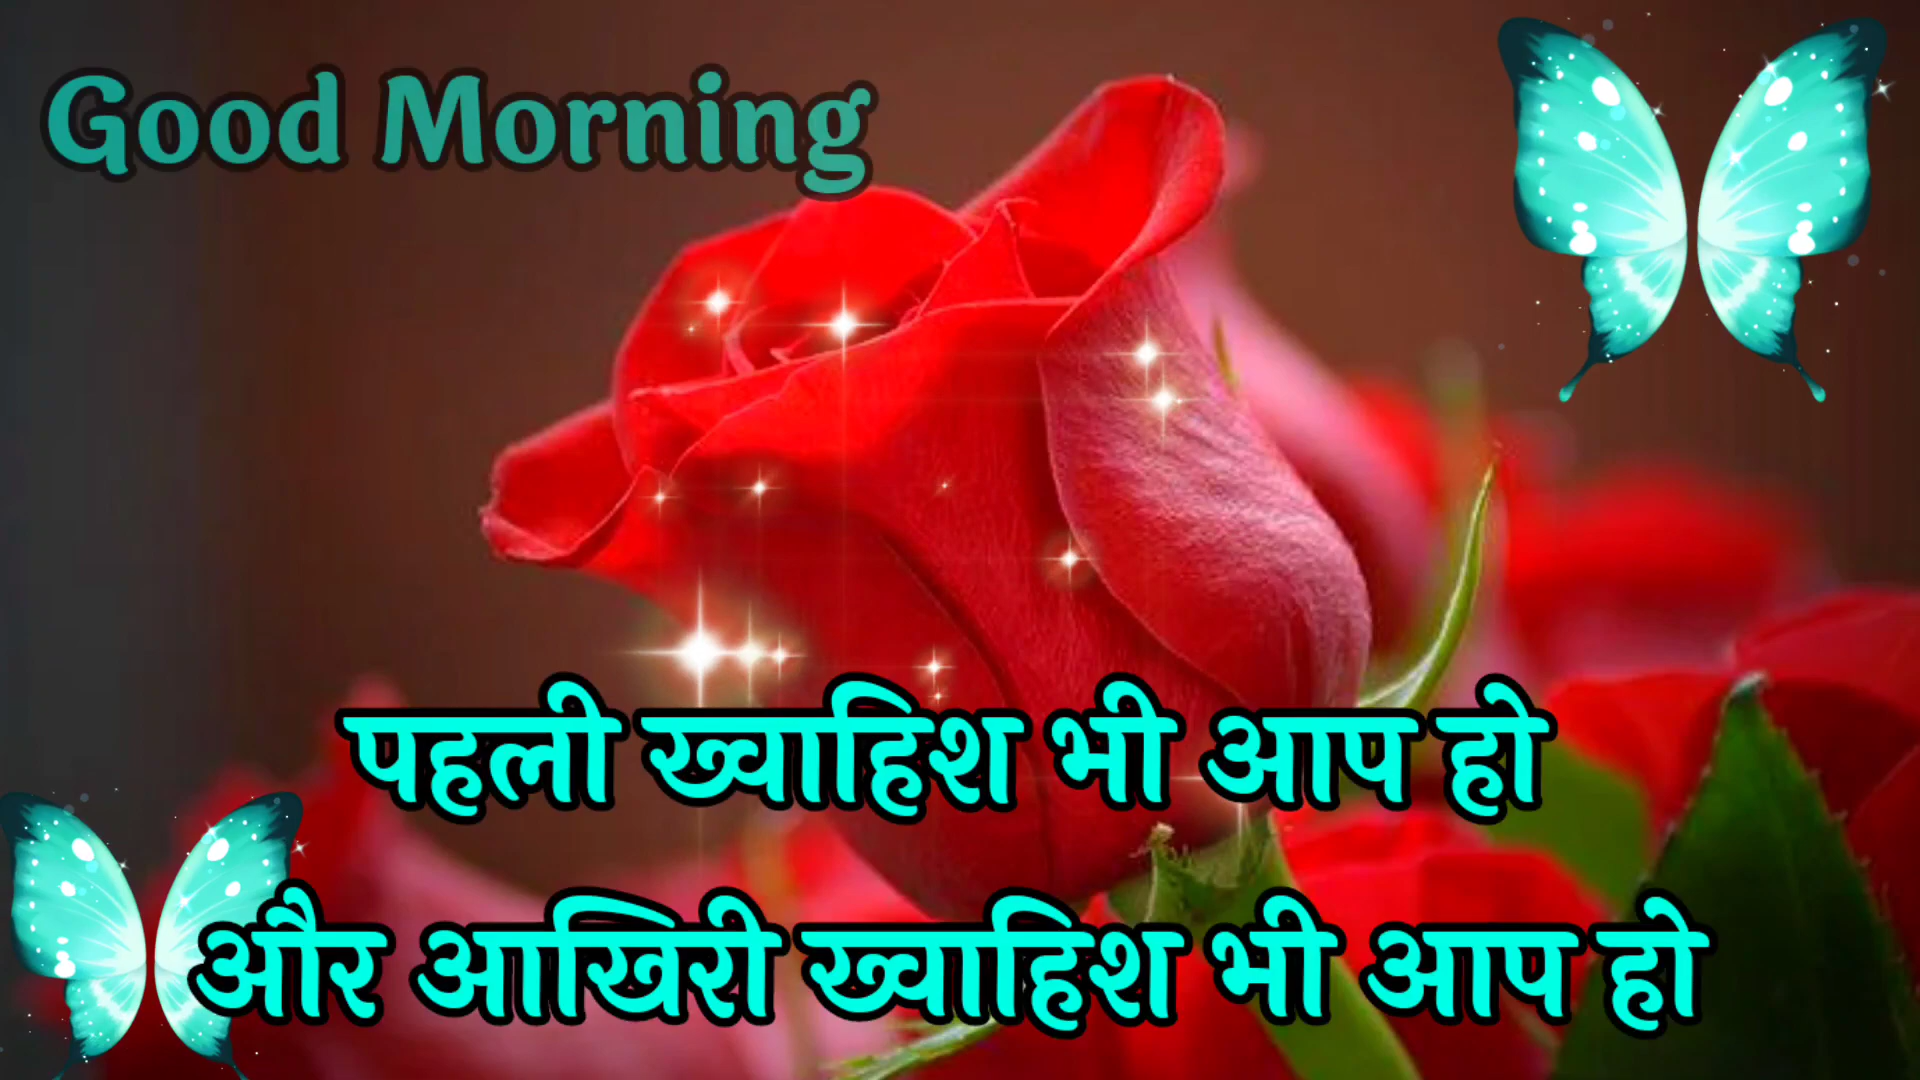 Good Morning
पहली ख्वाहिश भी आप हो
और आखिरी ख्वाहिश भी आप हो